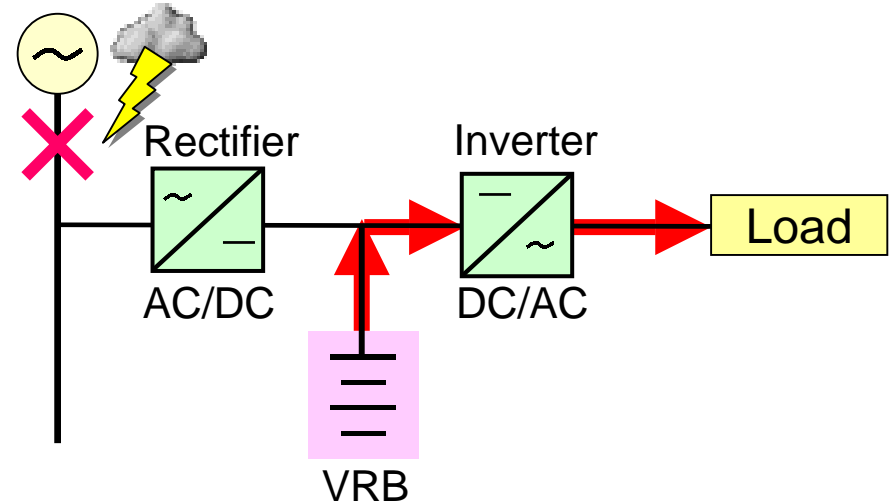 Rectifier
Inverter
Load
AC/DC
DC/AC
VRB